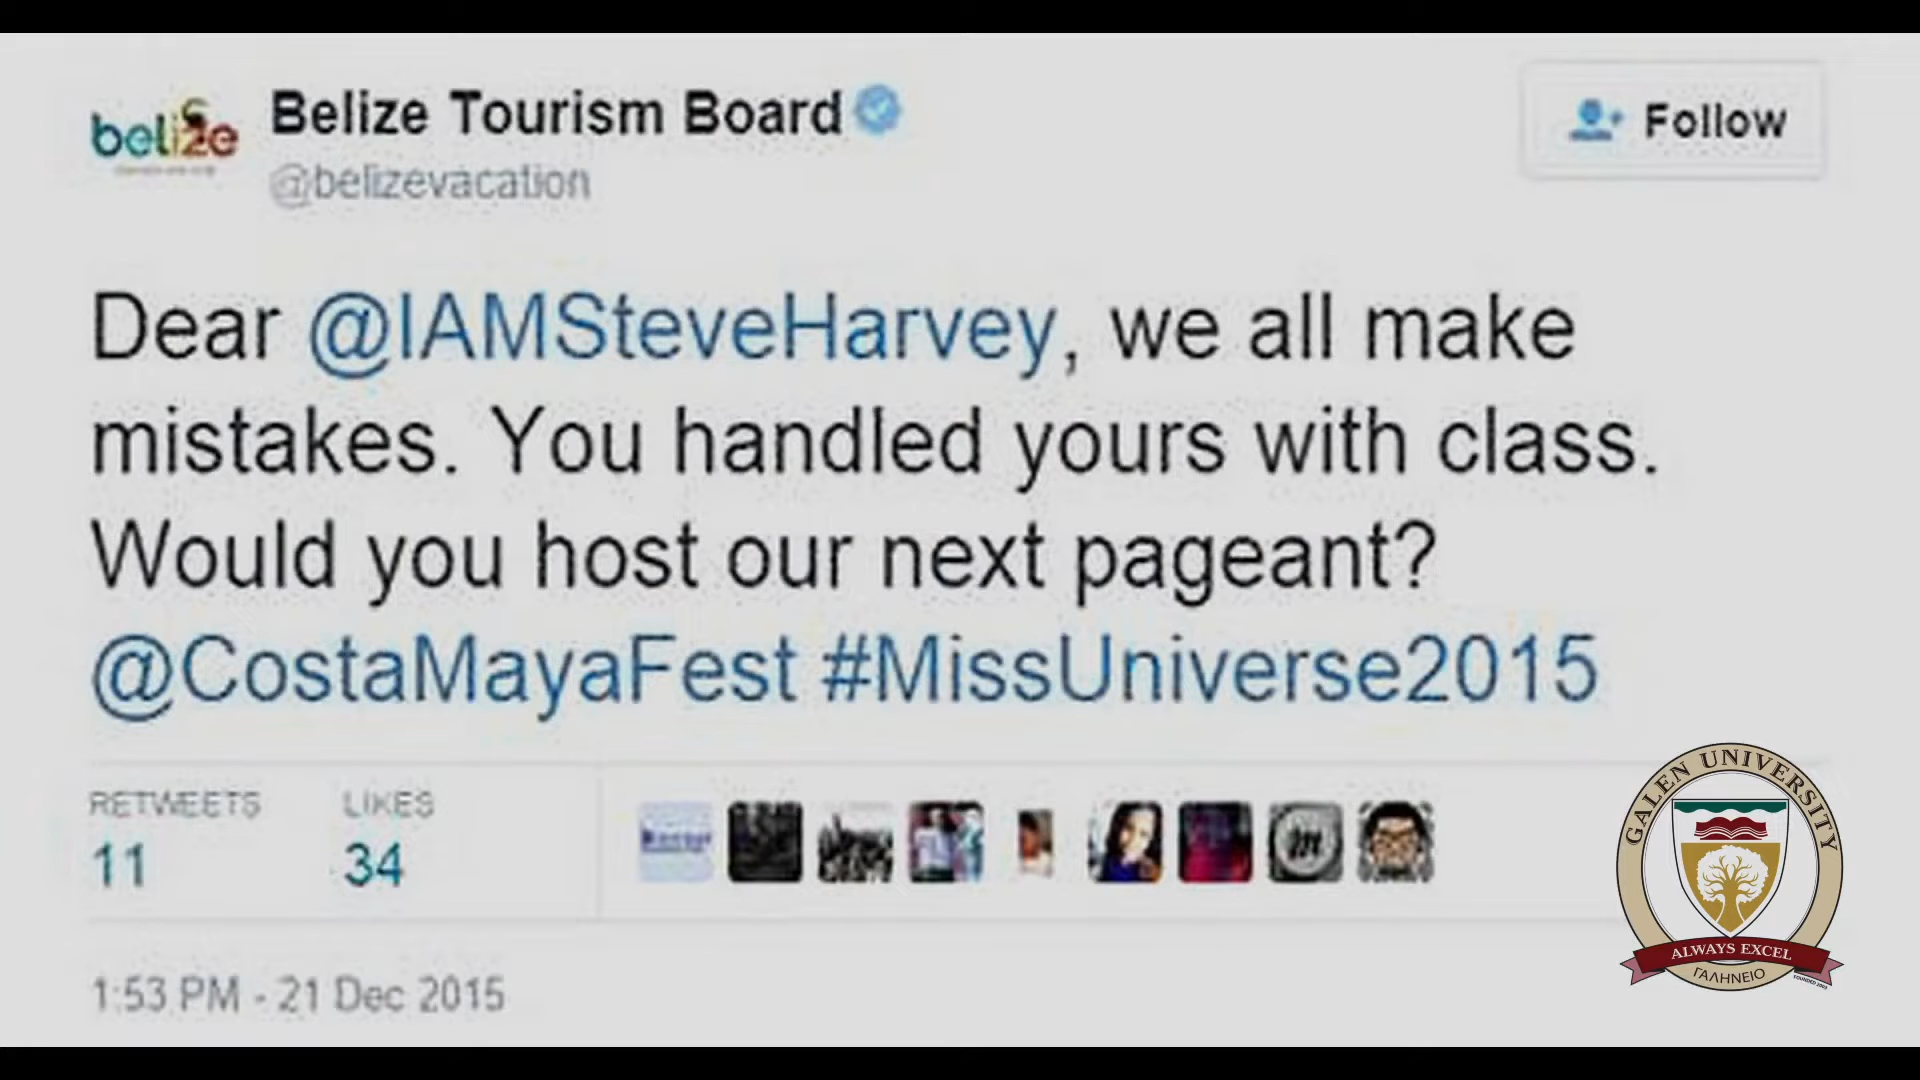 belize
Belize Tourism Board
@belizevacation
Follow
Dear @IAMSteveHarvey, we all make
mistakes. You handled yours with class.
Would you host our next pageant?
@CostaMayaFest #MissUniverse2015
RETWEETS LIKES
11 34
1:53 PM - 21 Dec 2015
GALEN UNIVERSITY
ALWAYS EXCEL
ΓΑΛΗΝΕΙΟ
FOUNDED 2003